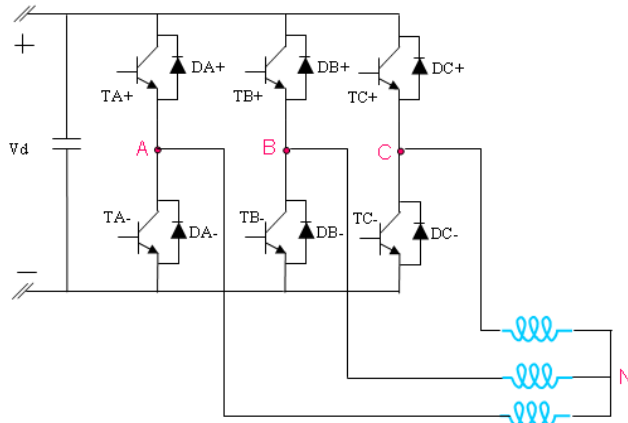 +
DA+
DB+
DC+
TA+
TB+
TC+
Vd
A
B
C
TA-
TB-
TC-
DA-
DB-
DC-
—
N